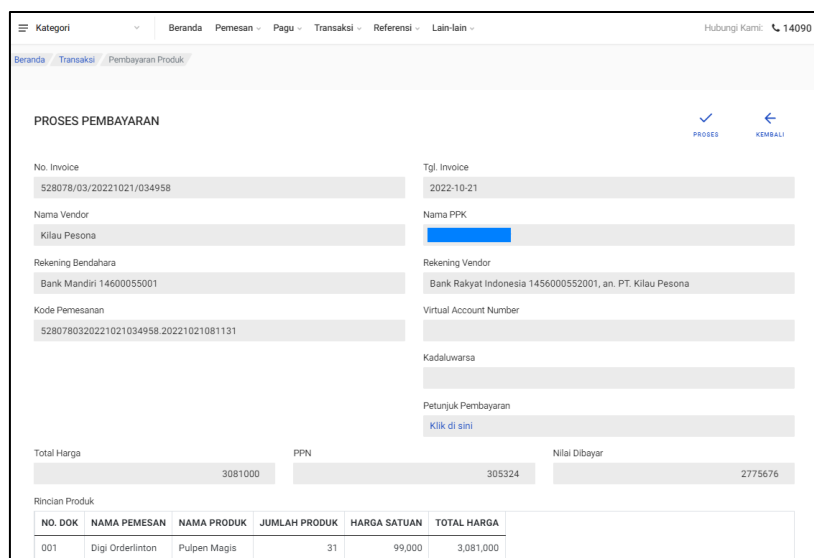 Kategori Beranda Pemesan Pagu Transaksi Referensi Lain-lain Hubungi Kami: 14090
Beranda / Transaksi / Pembayaran Produk
PROSES PEMBAYARAN
PROSES KEMBALI
No. Invoice Tgl. Invoice
528078/03/20221021/034958 2022-10-21
Nama Vendor Nama PPK
Kilau Pesona
Rekening Bendahara Rekening Vendor
Bank Mandiri 14600055001 Bank Rakyat Indonesia 1456000552001, an. PT. Kilau Pesona
Kode Pemesanan Virtual Account Number
5280780320221021034958.20221021081131
Kadaluwarsa
Petunjuk Pembayaran
Klik di sini
Total Harga PPN Nilai Dibayar
3081000 305324 2775676
Rincian Produk
NO. DOK NAMA PEMESAN NAMA PRODUK JUMLAH PRODUK HARGA SATUAN TOTAL HARGA
001 Digi Orderlinton Pulpen Magis 31 99,000 3,081,000